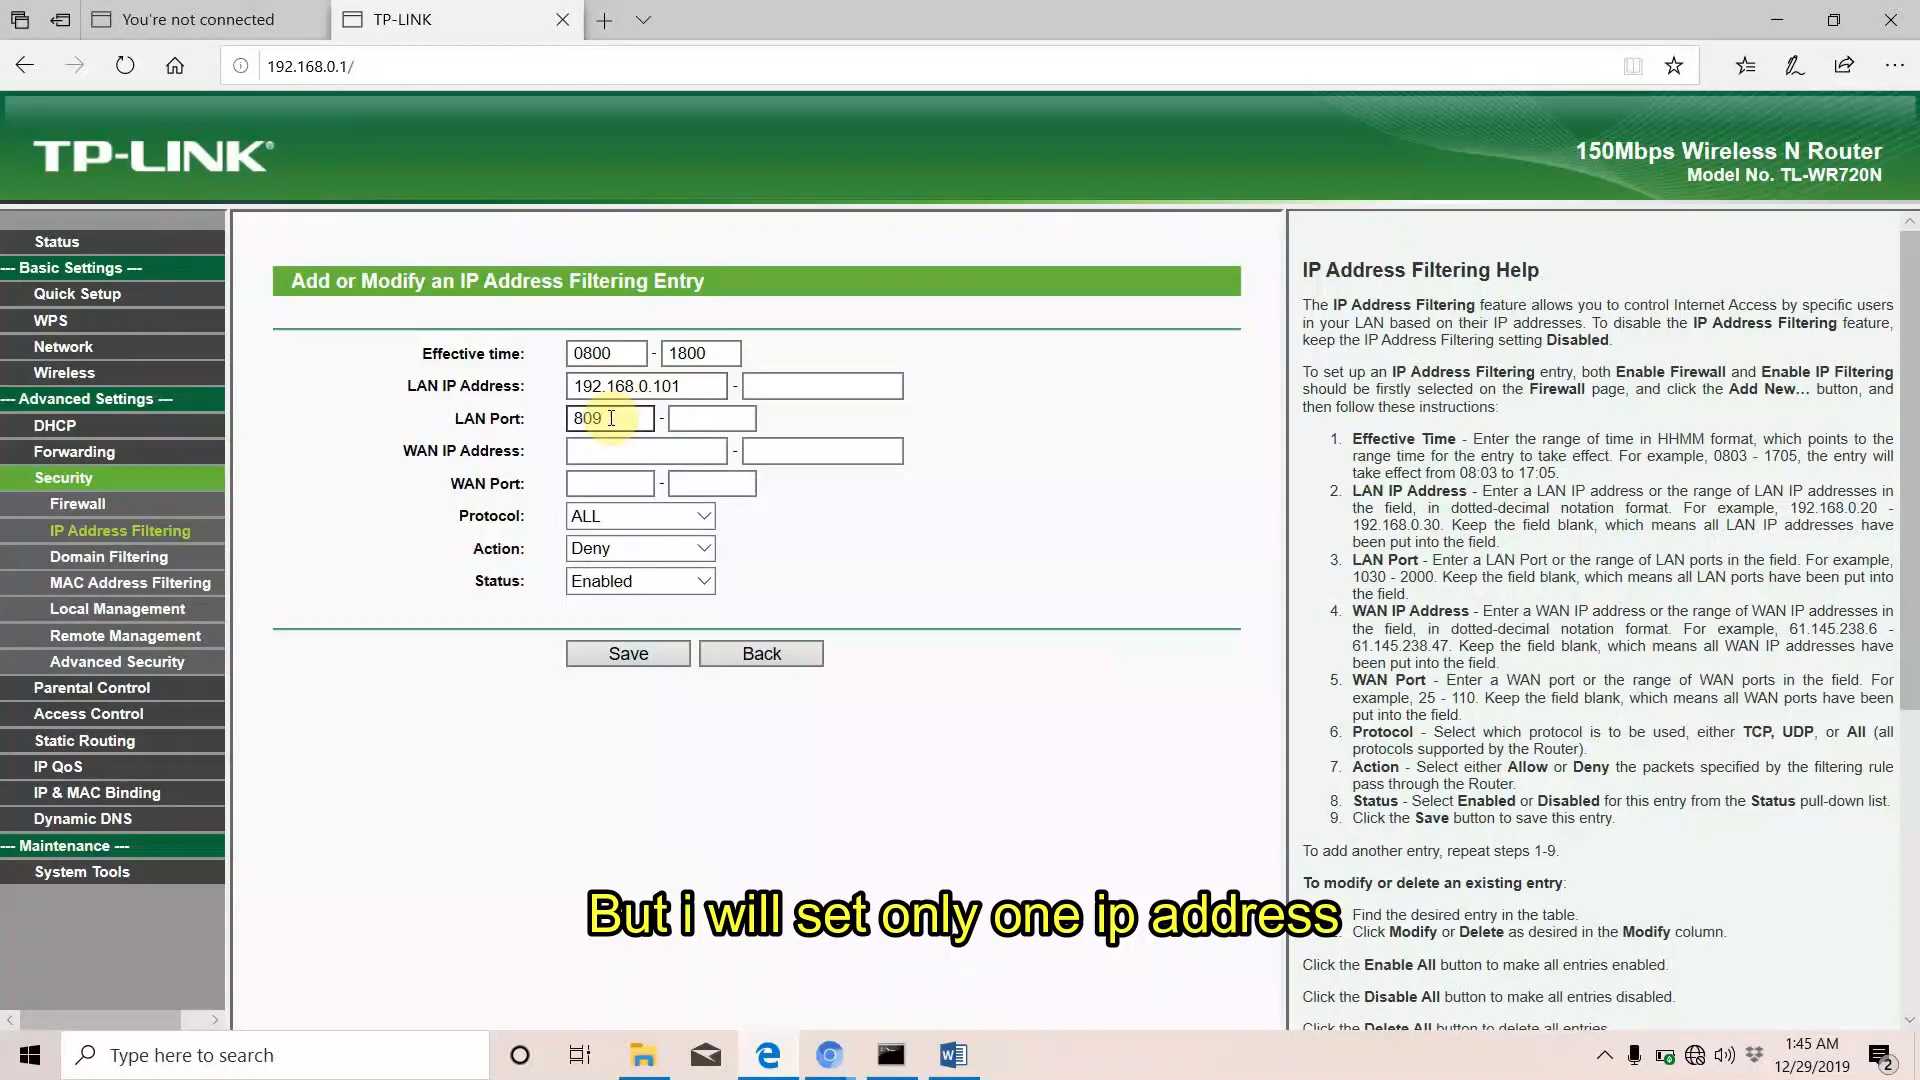 You're not connected
TP-LINK
192.168.0.1/
TP-LINK®
150Mbps Wireless N Router
Model No. TL-WR720N
Status
--- Basic Settings ---
Quick Setup
WPS
Network
Wireless
--- Advanced Settings ---
DHCP
Forwarding
Security
Firewall
IP Address Filtering
Domain Filtering
MAC Address Filtering
Local Management
Remote Management
Advanced Security
Parental Control
Access Control
Static Routing
IP QoS
IP & MAC Binding
Dynamic DNS
--- Maintenance ---
System Tools
Add or Modify an IP Address Filtering Entry
Effective time: 0800 - 1800
LAN IP Address: 192.168.0.101 -
LAN Port: 809 -
WAN IP Address: -
WAN Port: -
Protocol: ALL
Action: Deny
Status: Enabled
Save Back
IP Address Filtering Help
The IP Address Filtering feature allows you to control Internet Access by specific users
in your LAN based on their IP addresses. To disable the IP Address Filtering feature,
keep the IP Address Filtering setting Disabled.
To set up an IP Address Filtering entry, both Enable Firewall and Enable IP Filtering
should be firstly selected on the Firewall page, and click the Add New... button, and
then follow these instructions:
1. Effective Time - Enter the range of time in HHMM format, which points to the
range time for the entry to take effect. For example, 0803 - 1705, the entry will
take effect from 08:03 to 17:05.
2. LAN IP Address - Enter a LAN IP address or the range of LAN IP addresses in
the field, in dotted-decimal notation format. For example, 192.168.0.20 -
192.168.0.30. Keep the field blank, which means all LAN IP addresses have
been put into the field.
3. LAN Port - Enter a LAN Port or the range of LAN ports in the field. For example,
1030 - 2000. Keep the field blank, which means all LAN ports have been put into
the field.
4. WAN IP Address - Enter a WAN IP address or the range of WAN IP addresses in
the field, in dotted-decimal notation format. For example, 61.145.238.6 -
61.145.238.47. Keep the field blank, which means all WAN IP addresses have
been put into the field.
5. WAN Port - Enter a WAN port or the range of WAN ports in the field. For
example, 25 - 110. Keep the field blank, which means all WAN ports have been
put into the field.
6. Protocol - Select which protocol is to be used, either TCP, UDP, or All (all
protocols supported by the Router).
7. Action - Select either Allow or Deny the packets specified by the filtering rule
pass through the Router.
8. Status - Select Enabled or Disabled for this entry from the Status pull-down list.
9. Click the Save button to save this entry.
To add another entry, repeat steps 1-9.
To modify or delete an existing entry:
Find the desired entry in the table.
Click Modify or Delete as desired in the Modify column.
Click the Enable All button to make all entries enabled.
Click the Disable All button to make all entries disabled.
Click the Delete All button to delete all entries
But i will set only one ip address
Type here to search
1:45 AM
12/29/2019
2